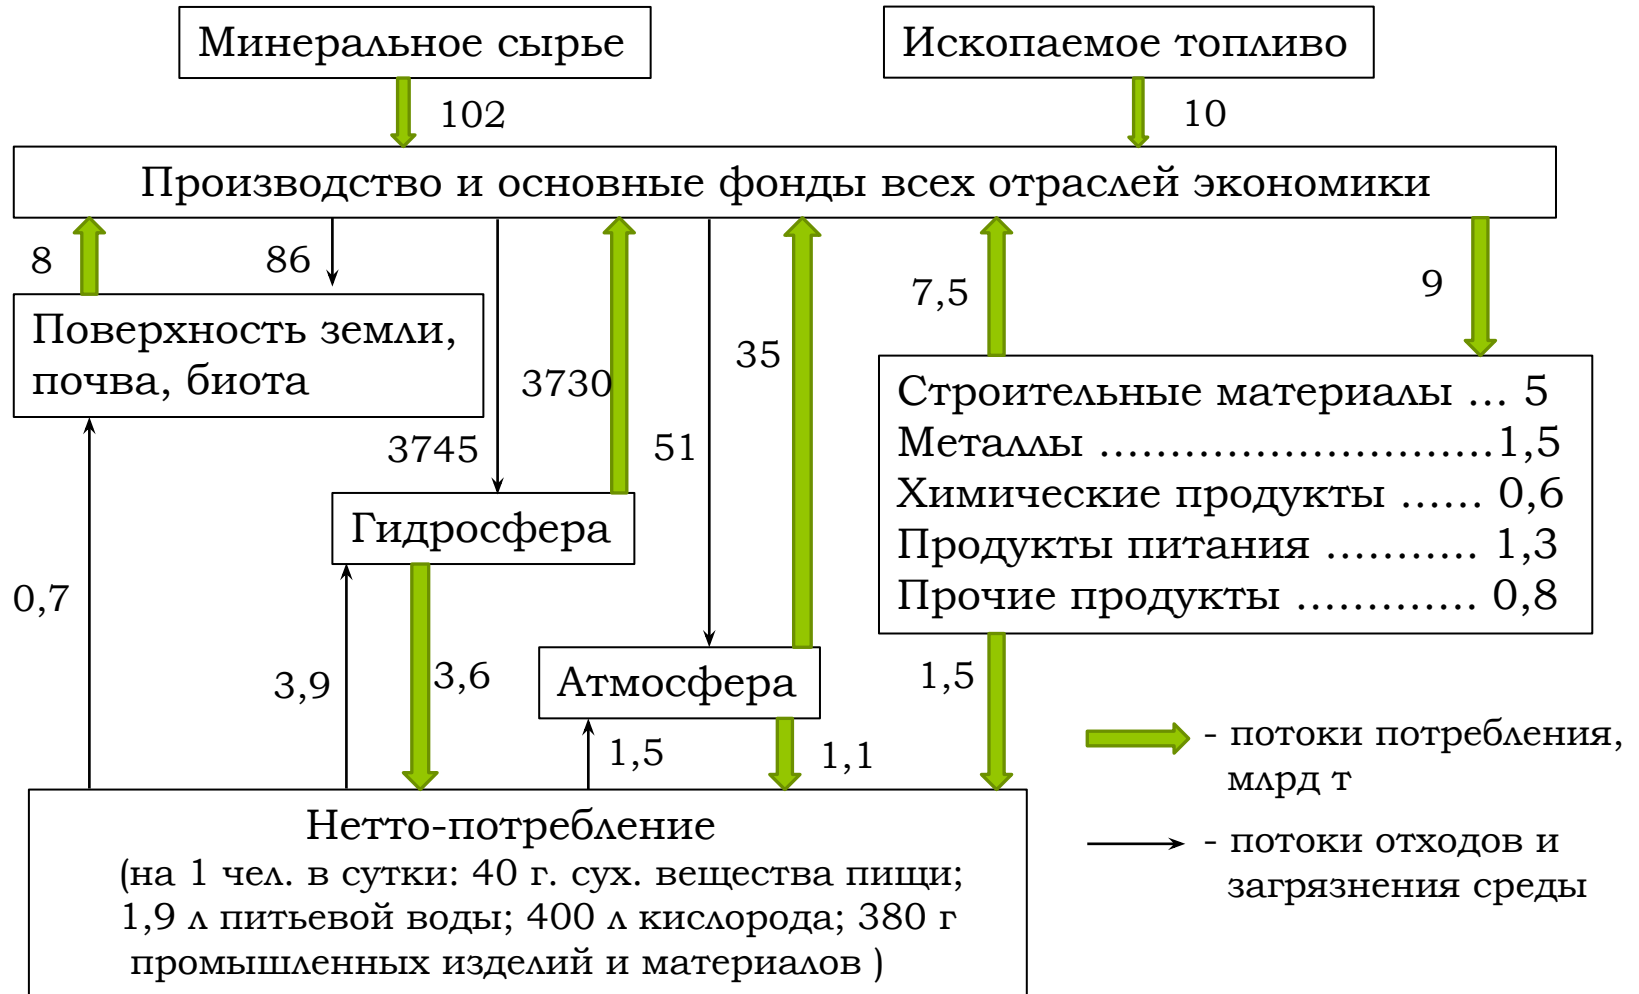 Минеральное сырье
Ископаемое топливо
102
10
Производство и основные фонды всех отраслей экономики
8
86
7,5
9
Поверхность земли,
почва, биота
3730
35
3745
51
Строительные материалы ... 5
Металлы ............................1,5
Химические продукты ...... 0,6
Продукты питания ........... 1,3
Прочие продукты ............. 0,8
Гидросфера
0,7
3,9
3,6
Атмосфера
1,5
1,5
1,1
- потоки потребления,
млрд т
- потоки отходов и
загрязнения среды
Нетто-потребление
(на 1 чел. в сутки: 40 г. сух. вещества пищи;
1,9 л питьевой воды; 400 л кислорода; 380 г
промышленных изделий и материалов )